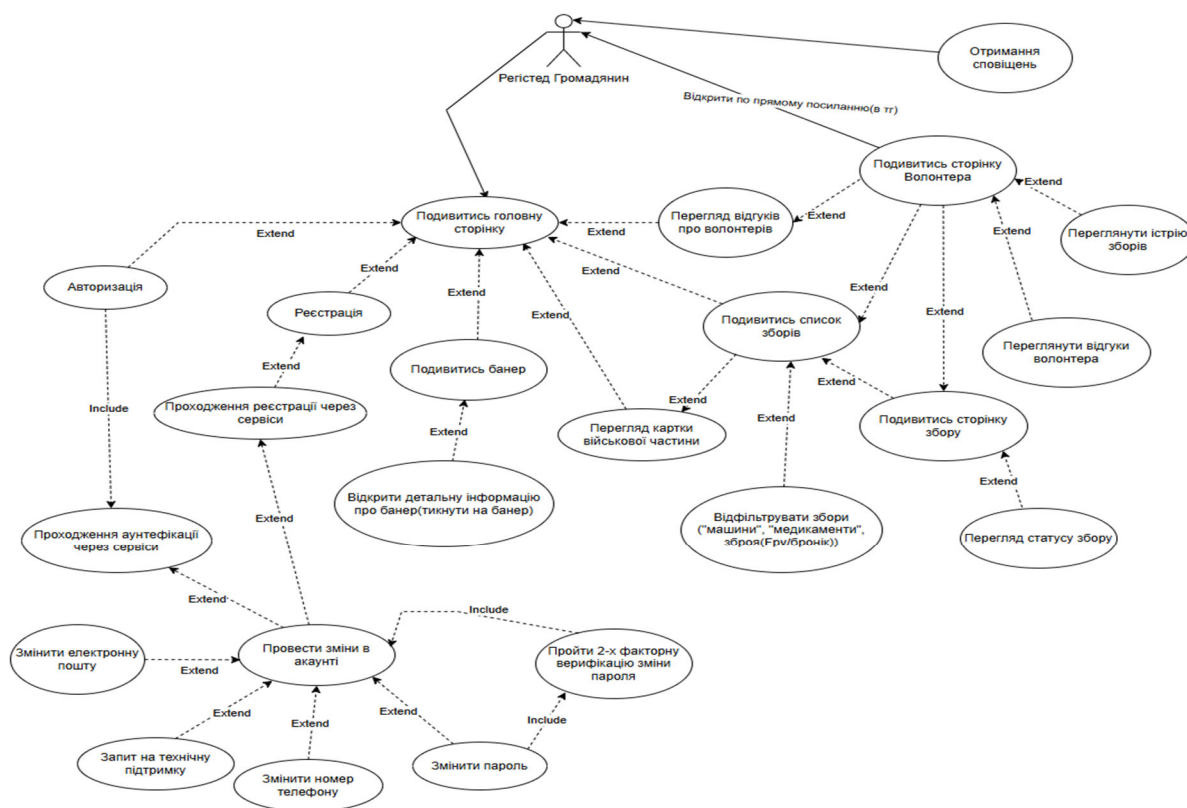 Отримання
сповіщень
Регістед Громадянин
Відкрити по прямому посиланню(в тг)
Подивитись сторінку
Волонтера
Extend
Подивитись головну
сторінку
Extend
Перегляд відгуків
про волонтерів
Extend
Extend
Extend
Переглянути істрію
зборів
Extend
Extend
Авторизація
Extend
Extend
Реєстрація
Extend
Extend
Подивитись список
зборів
Extend
Переглянути відгуки
волонтера
Extend
Подивитись банер
Extend
Include
Проходження реєстрації через
сервіси
Extend
Extend
Перегляд картки
військової частини
Extend
Подивитись сторінку
збору
Extend
Відкрити детальну інформацію
про банер(тикнути на банер)
Extend
Відфільтрувати збори
("машини", "медикаменти",
зброя(Fpv/бронік))
Проходження аунтефікації
через сервіси
Перегляд статусу збору
Extend
Include
Змінити електронну
пошту
Extend
Провести зміни в
акаунті
Пройти 2-х факторну
верифікацію зміни
пароля
Extend
Extend
Extend
Include
Запит на технічну
підтримку
Змінити номер
телефону
Змінити пароль